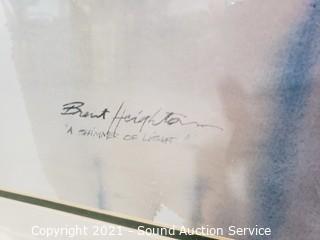 Brent Heighton
"A SHIMMER OF LIGHT"
Copyright 2021 - Sound Auction Service